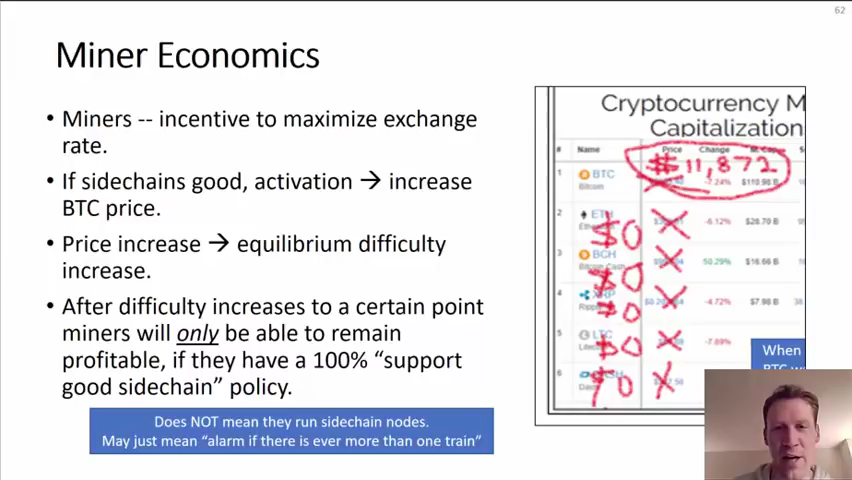 62
Miner Economics
• Miners -- incentive to maximize exchange
rate.
• If sidechains good, activation → increase
BTC price.
• Price increase → equilibrium difficulty
increase.
• After difficulty increases to a certain point
miners will only be able to remain
profitable, if they have a 100% “support
good sidechain” policy.
Does NOT mean they run sidechain nodes.
May just mean “alarm if there is ever more than one train”
Cryptocurrency M
Capitalizations
# Name Price Change
$11,872
1 BTC -7.24% $110.98 B
Bitcoin
2 ETH $0 -6.12% $28.70 B
3 BCH $0 50.29% $16.66 B
Bitcoin Cash
4 XRP $0 -4.72% $7.98 B
5 LTC $0 -7.89%
6 $0
When